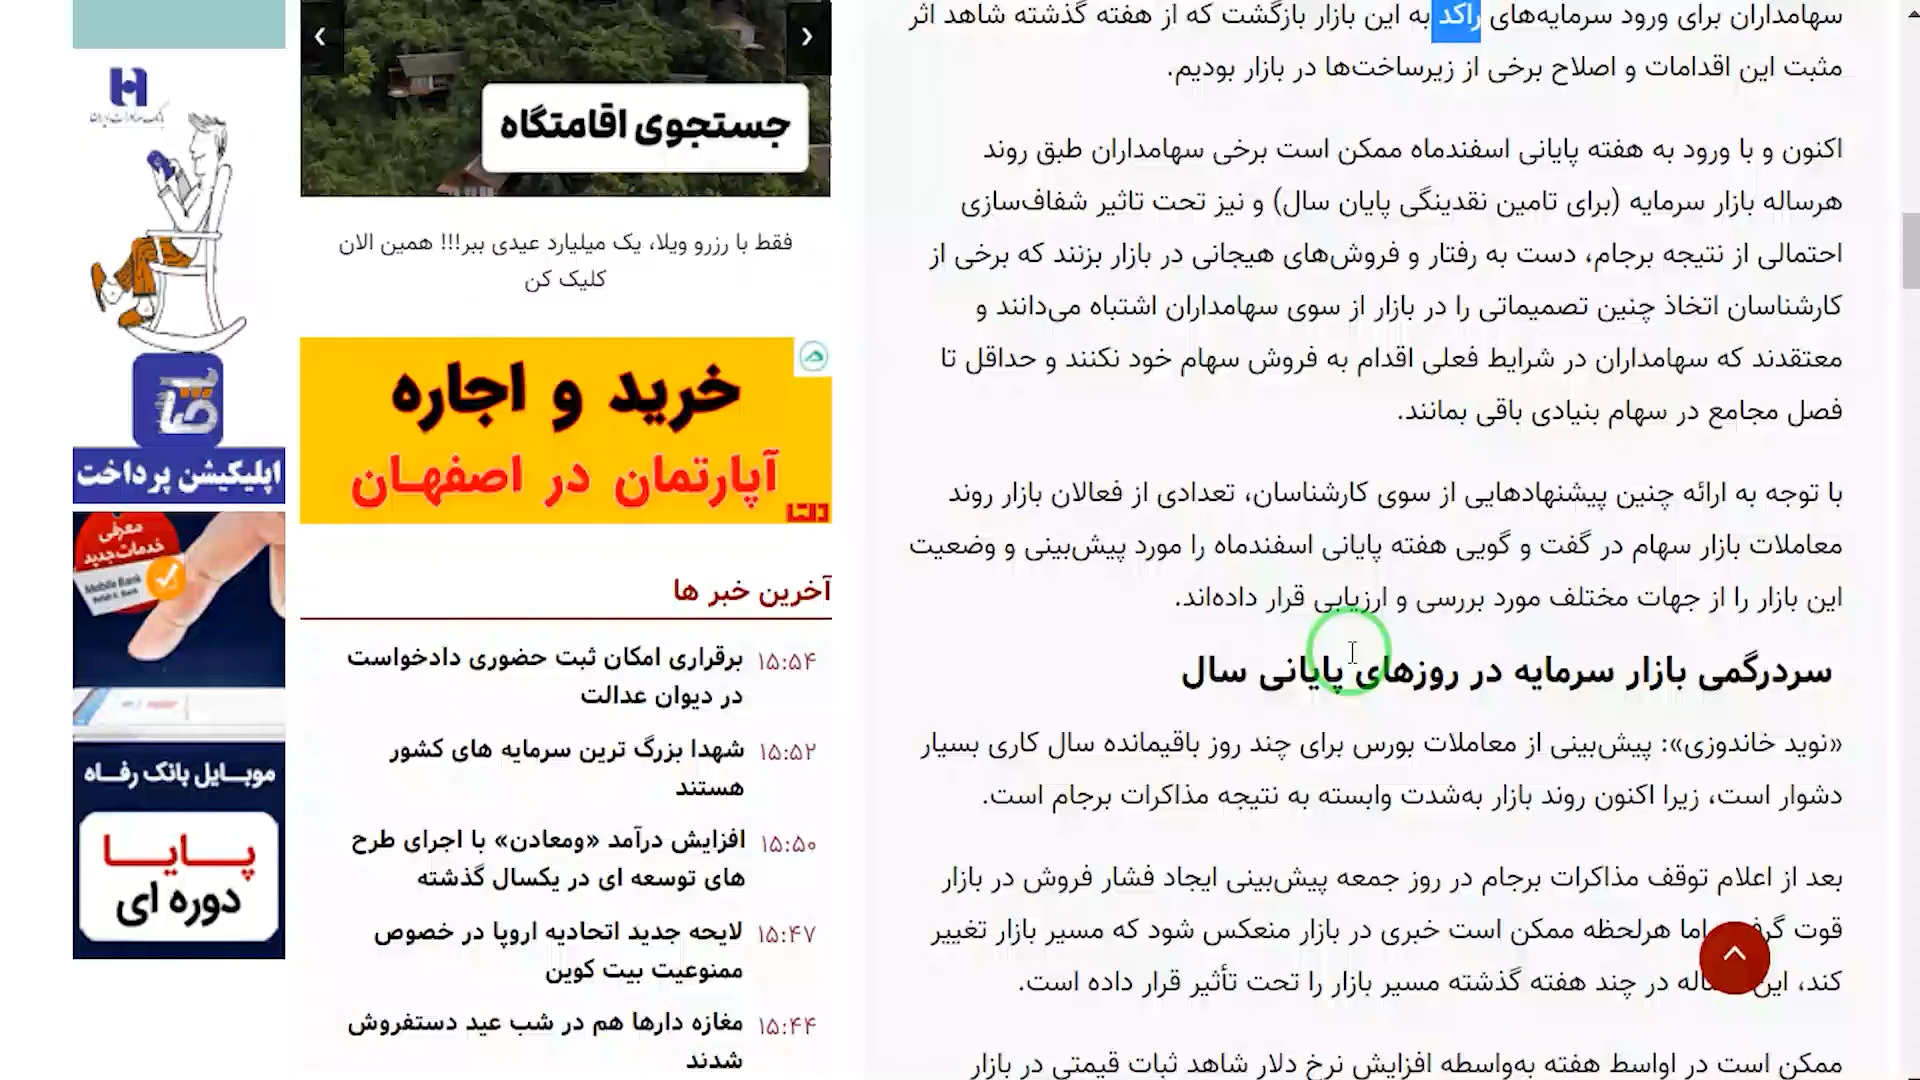 سهامداران برای ورود سرمایه‌های راکد به این بازار بازگشت که از هفته گذشته شاهد اثر
مثبت این اقدامات و اصلاح برخی از زیرساخت‌ها در بازار بودیم.
اکنون و با ورود به هفته پایانی اسفندماه ممکن است برخی سهامداران طبق روند
هرساله بازار سرمایه (برای تامین نقدینگی پایان سال) و نیز تحت تاثیر شفاف‌سازی
احتمالی از نتیجه برجام، دست به رفتار و فروش‌های هیجانی در بازار بزنند که برخی از
کارشناسان اتخاذ چنین تصمیماتی را در بازار از سوی سهامداران اشتباه می‌دانند و
معتقدند که سهامداران در شرایط فعلی اقدام به فروش سهام خود نکنند و حداقل تا
فصل مجامع در سهام بنیادی باقی بمانند.
با توجه به ارائه چنین پیشنهادهایی از سوی کارشناسان، تعدادی از فعالان بازار روند
معاملات بازار سهام در گفت و گویی هفته پایانی اسفندماه را مورد پیش‌بینی و وضعیت
این بازار را از جهات مختلف مورد بررسی و ارزیابی قرار داده‌اند.
سردرگمی بازار سرمایه در روزهای پایانی سال
«نوید خاندوزی»: پیش‌بینی از معاملات بورس برای چند روز باقیمانده سال کاری بسیار
دشوار است، زیرا اکنون روند بازار به‌شدت وابسته به نتیجه مذاکرات برجام است.
بعد از اعلام توقف مذاکرات برجام در روز جمعه پیش‌بینی ایجاد فشار فروش در بازار
قوت اما هرلحظه ممکن است خبری در بازار منعکس شود که مسیر بازار تغییر
کند، این در چند هفته گذشته مسیر بازار را تحت تأثیر قرار داده است.
ممکن است در اواسط هفته به‌واسطه افزایش نرخ دلار شاهد ثبات قیمتی در بازار
جستجوی اقامتگاه
فقط با رزرو ویلا، یک میلیارد عیدی ببر!!! همین الان
کلیک کن
خرید و اجاره
آپارتمان در اصفهان
دلتا
آخرین خبر ها
۱۵:۵۴ برقراری امکان ثبت حضوری دادخواست
در دیوان عدالت
۱۵:۵۲ شهدا بزرگ ترین سرمایه های کشور
هستند
۱۵:۵۰ افزایش درآمد «ومعادن» با اجرای طرح
های توسعه ای در یکسال گذشته
۱۵:۴۷ لایحه جدید اتحادیه اروپا در خصوص
ممنوعیت بیت کوین
۱۵:۴۴ مغازه دارها هم در شب عید دستفروش
شدند
بانک صادرات ایران
اپلیکیشن پرداخت
معرفی
خدمات جدید
Mobile Bank
Refah K. Bank
موبایل بانک رفاه
پایا
دوره ای